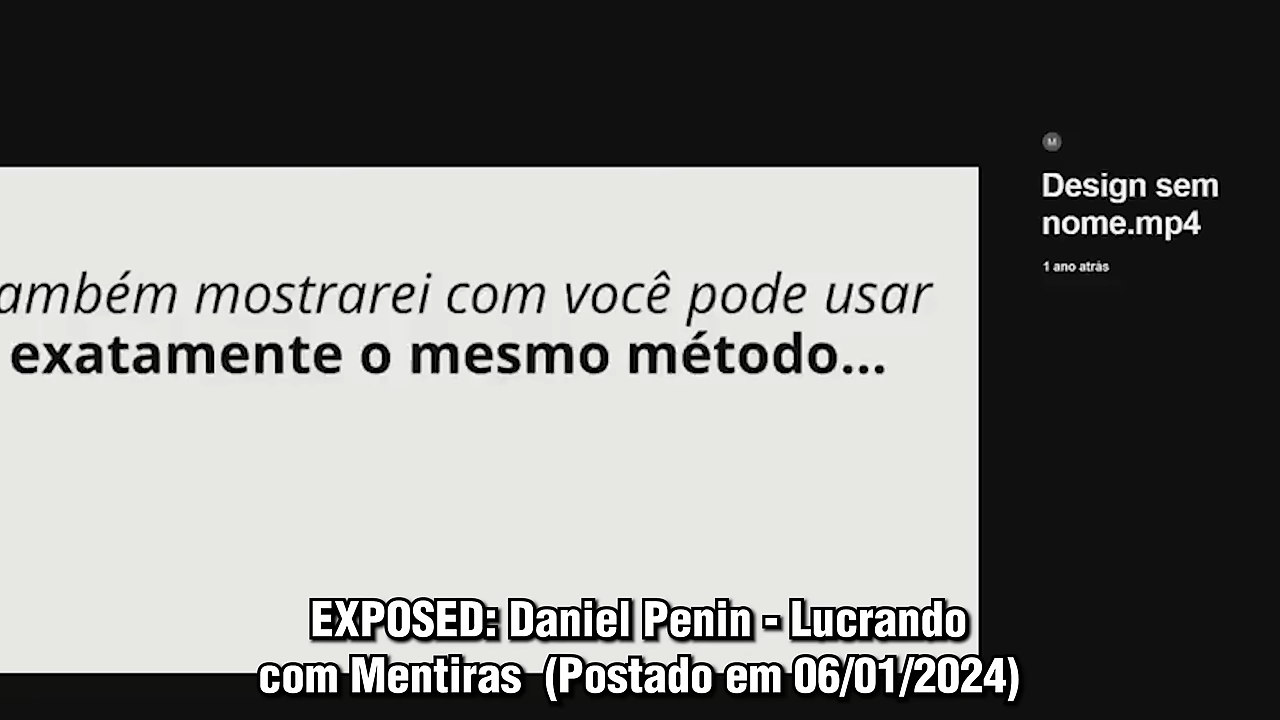 ambém mostrarei com você pode usar
exatamente o mesmo método...
M
Design sem
nome.mp4
1 ano atrás
EXPOSED: Daniel Penin - Lucrando
com Mentiras (Postado em 06/01/2024)